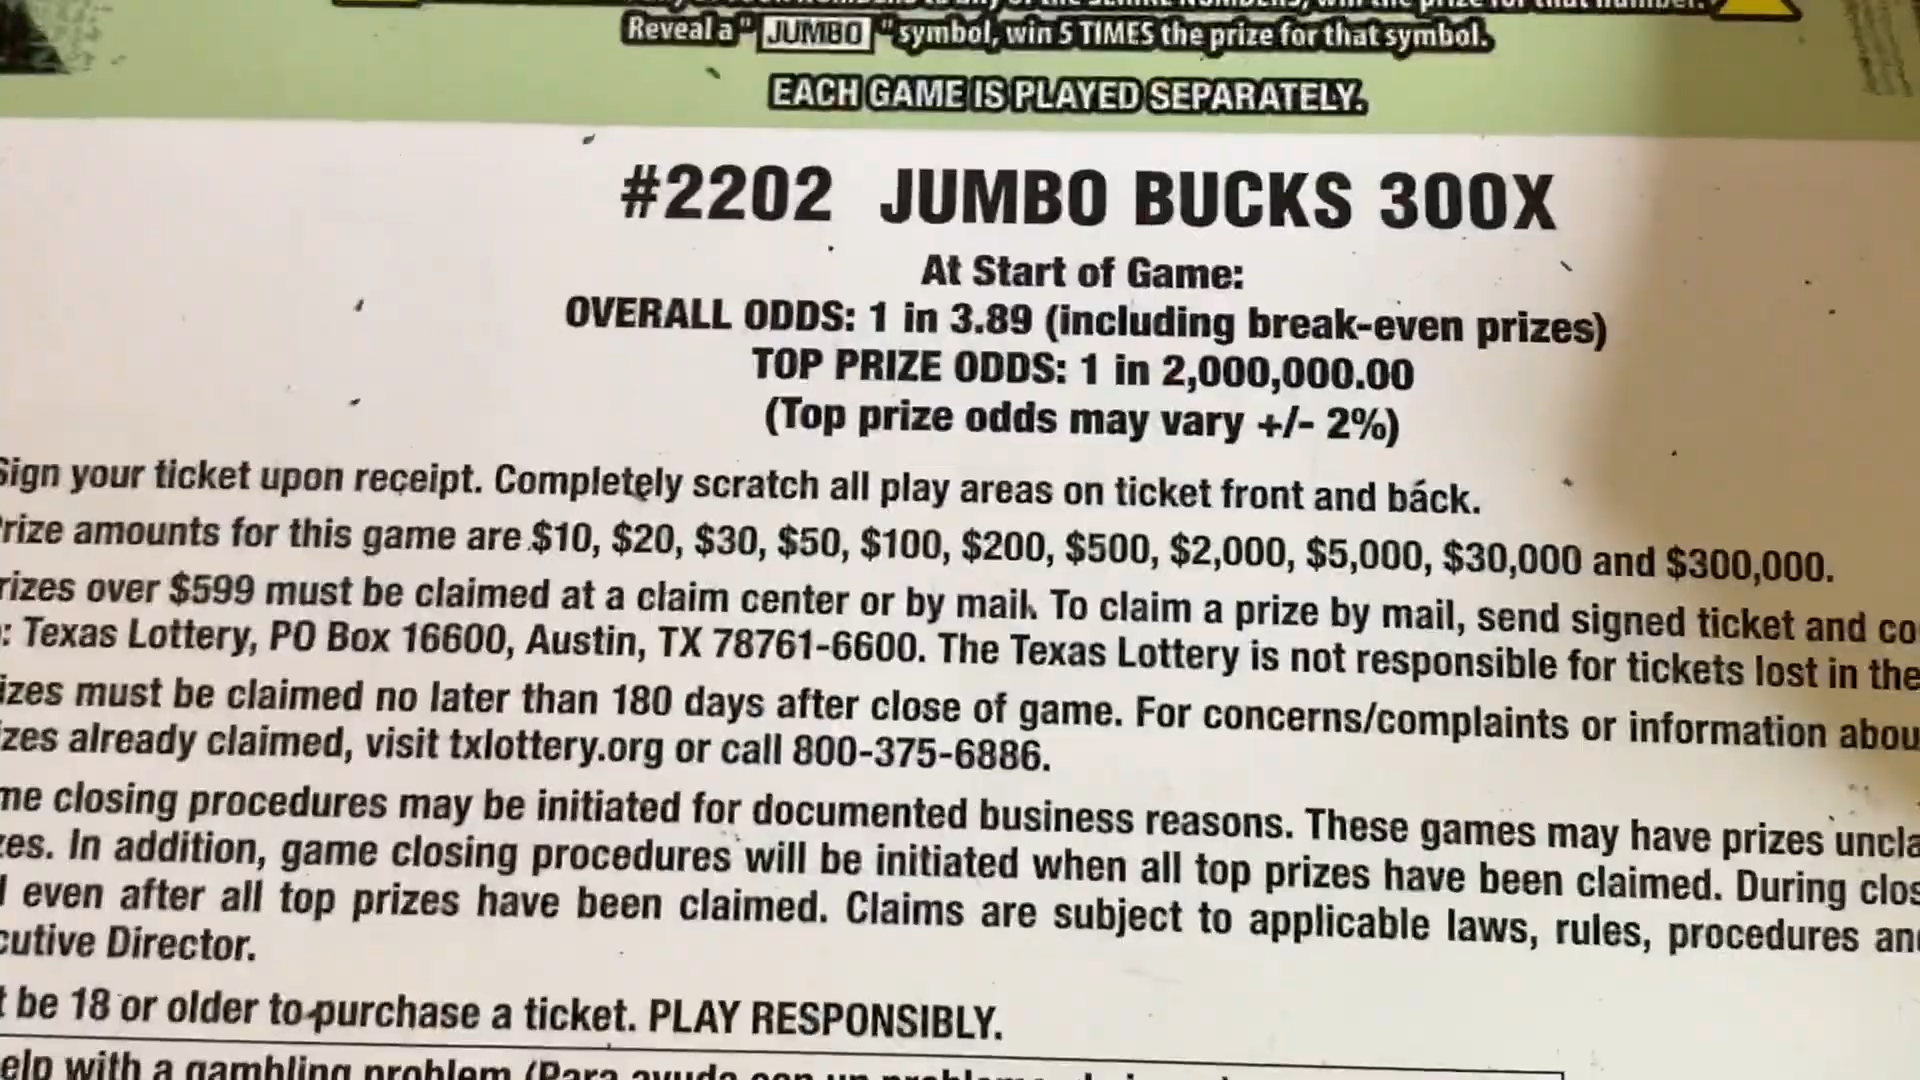 Reveal a "JUMBO" symbol, win 5 TIMES the prize for that symbol.
EACH GAME IS PLAYED SEPARATELY.
#2202 JUMBO BUCKS 300X
At Start of Game:
OVERALL ODDS: 1 in 3.89 (including break-even prizes)
TOP PRIZE ODDS: 1 in 2,000,000.00
(Top prize odds may vary +/- 2%)
Sign your ticket upon receipt. Completely scratch all play areas on ticket front and back.
rize amounts for this game are $10, $20, $30, $50, $100, $200, $500, $2,000, $5,000, $30,000 and $300,000.
rizes over $599 must be claimed at a claim center or by mail. To claim a prize by mail, send signed ticket and co
: Texas Lottery, PO Box 16600, Austin, TX 78761-6600. The Texas Lottery is not responsible for tickets lost in the
izes must be claimed no later than 180 days after close of game. For concerns/complaints or information abou
zes already claimed, visit txlottery.org or call 800-375-6886.
me closing procedures may be initiated for documented business reasons. These games may have prizes uncla
zes. In addition, game closing procedures will be initiated when all top prizes have been claimed. During clos
l even after all top prizes have been claimed. Claims are subject to applicable laws, rules, procedures an
cutive Director.
t be 18 or older to purchase a ticket. PLAY RESPONSIBLY.
elp with a gambling problem (Para ayuda con un